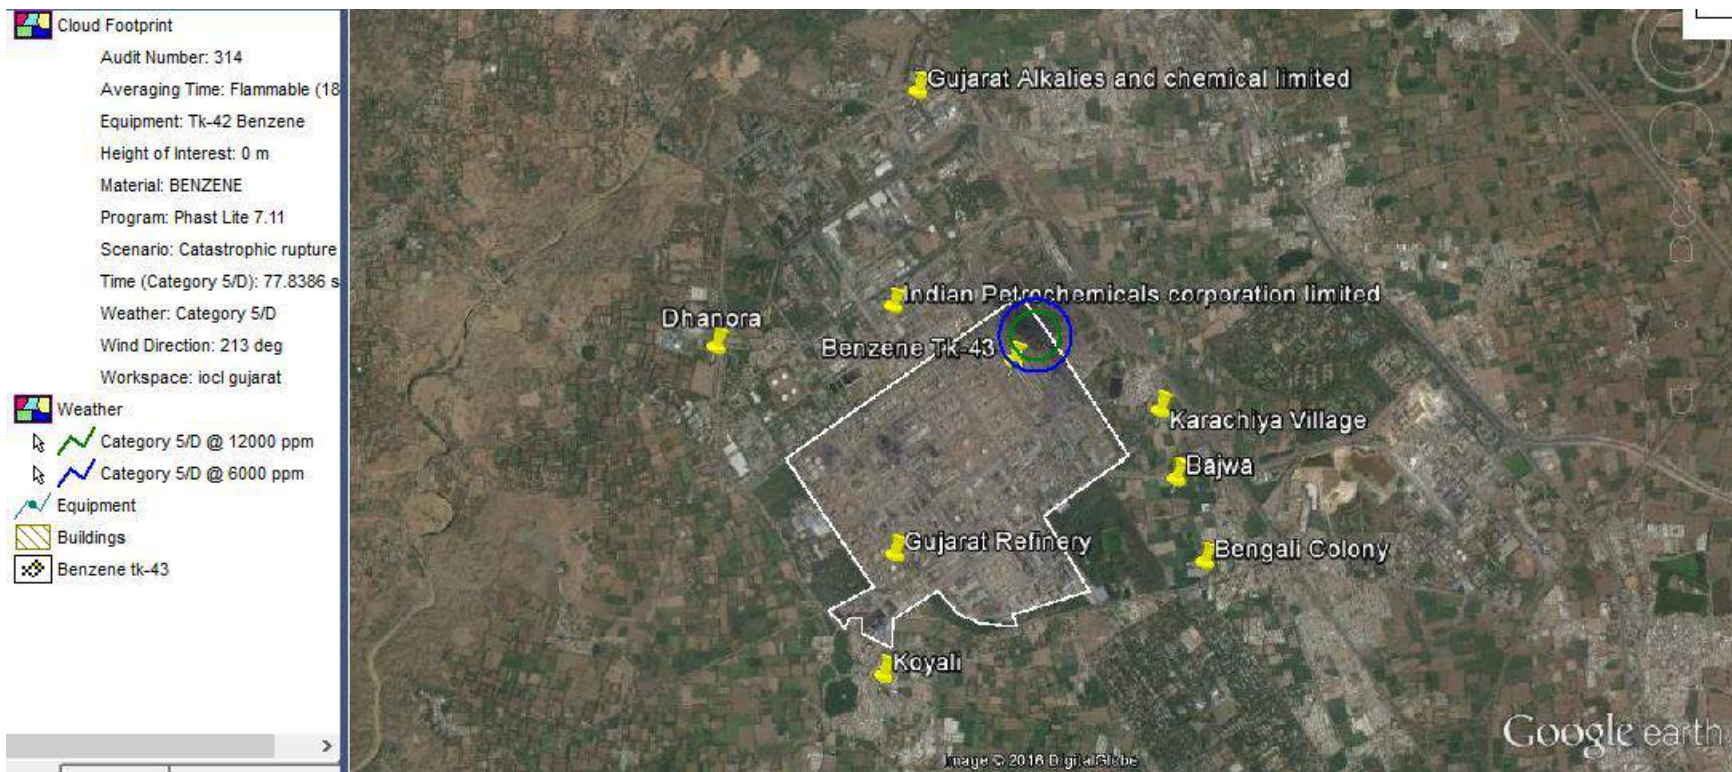 Cloud Footprint
Audit Number: 314
Averaging Time: Flammable (18
Equipment: Tk-42 Benzene
Height of Interest: 0 m
Material: BENZENE
Program: Phast Lite 7.11
Scenario: Catastrophic rupture
Time (Category 5/D): 77.8386 s
Weather: Category 5/D
Wind Direction: 213 deg
Workspace: iocl gujarat
Weather
Category 5/D @ 12000 ppm
Category 5/D @ 6000 ppm
Equipment
Buildings
Benzene tk-43
Gujarat Alkalies and chemical limited
Indian Petrochemicals corporation limited
Dhanora
Benzene Tk-43
Karachiya Village
Bajwa
Gujarat Refinery
Bengali Colony
Koyali
Google earth
Image © 2016 DigitalGlobe